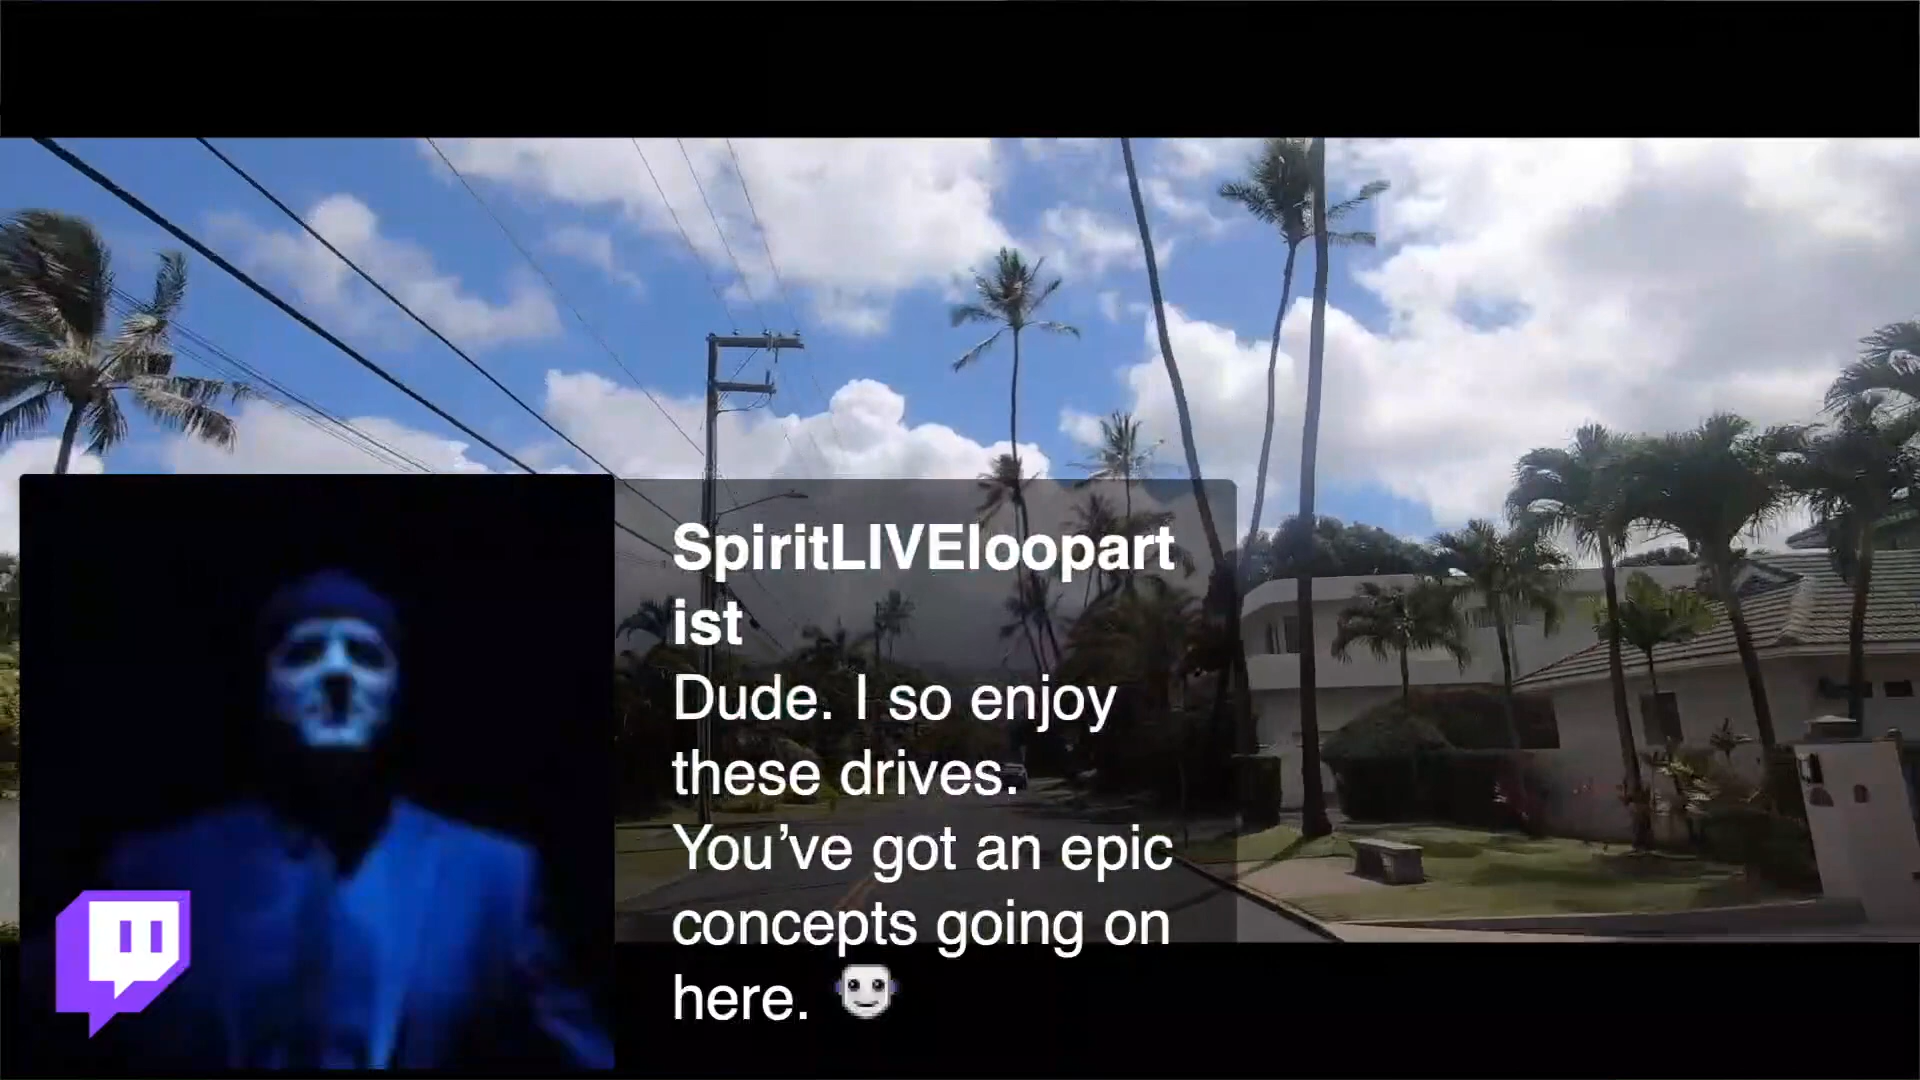 SpiritLIVEloopart
ist
Dude. I so enjoy
these drives.
You’ve got an epic
concepts going on
here.